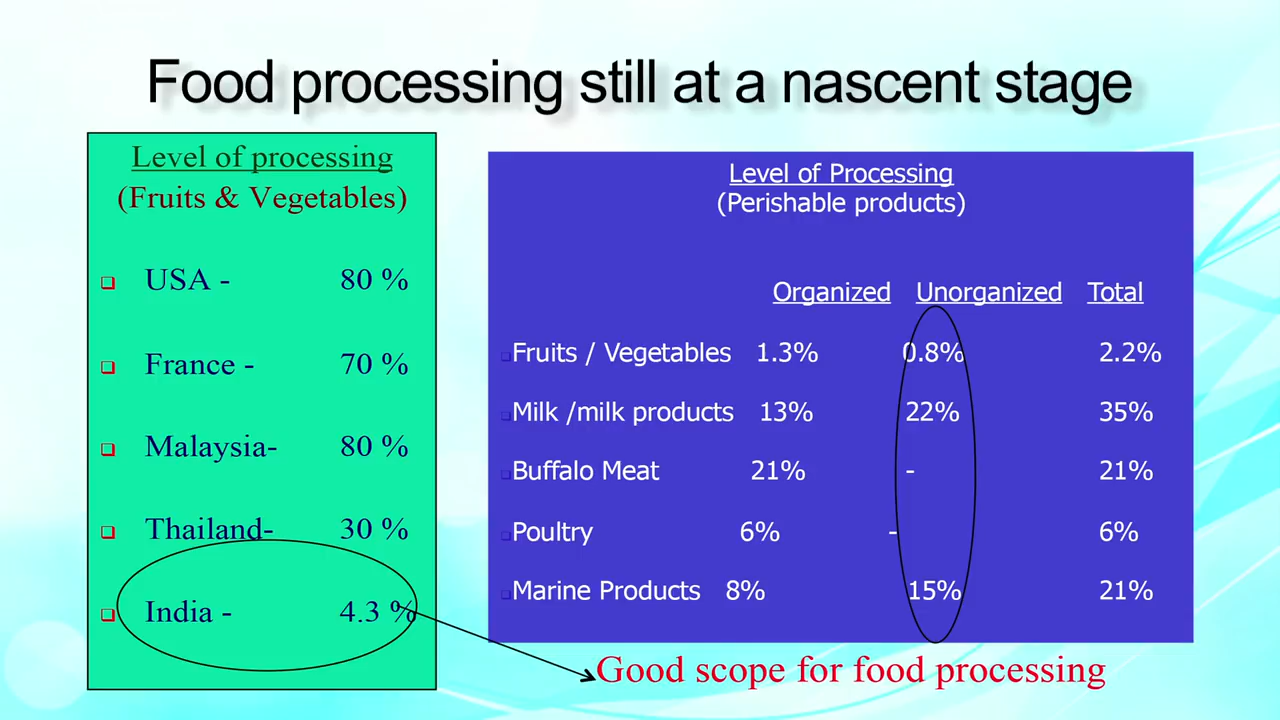 Food processing still at a nascent stage
Level of processing
(Fruits & Vegetables)
USA - 80 %
France - 70 %
Malaysia- 80 %
Thailand- 30 %
India - 4.3 %
Level of Processing
(Perishable products)
Organized Unorganized Total
Fruits / Vegetables 1.3% 0.8% 2.2%
Milk /milk products 13% 22% 35%
Buffalo Meat 21% - 21%
Poultry 6% - 6%
Marine Products 8% 15% 21%
Good scope for food processing